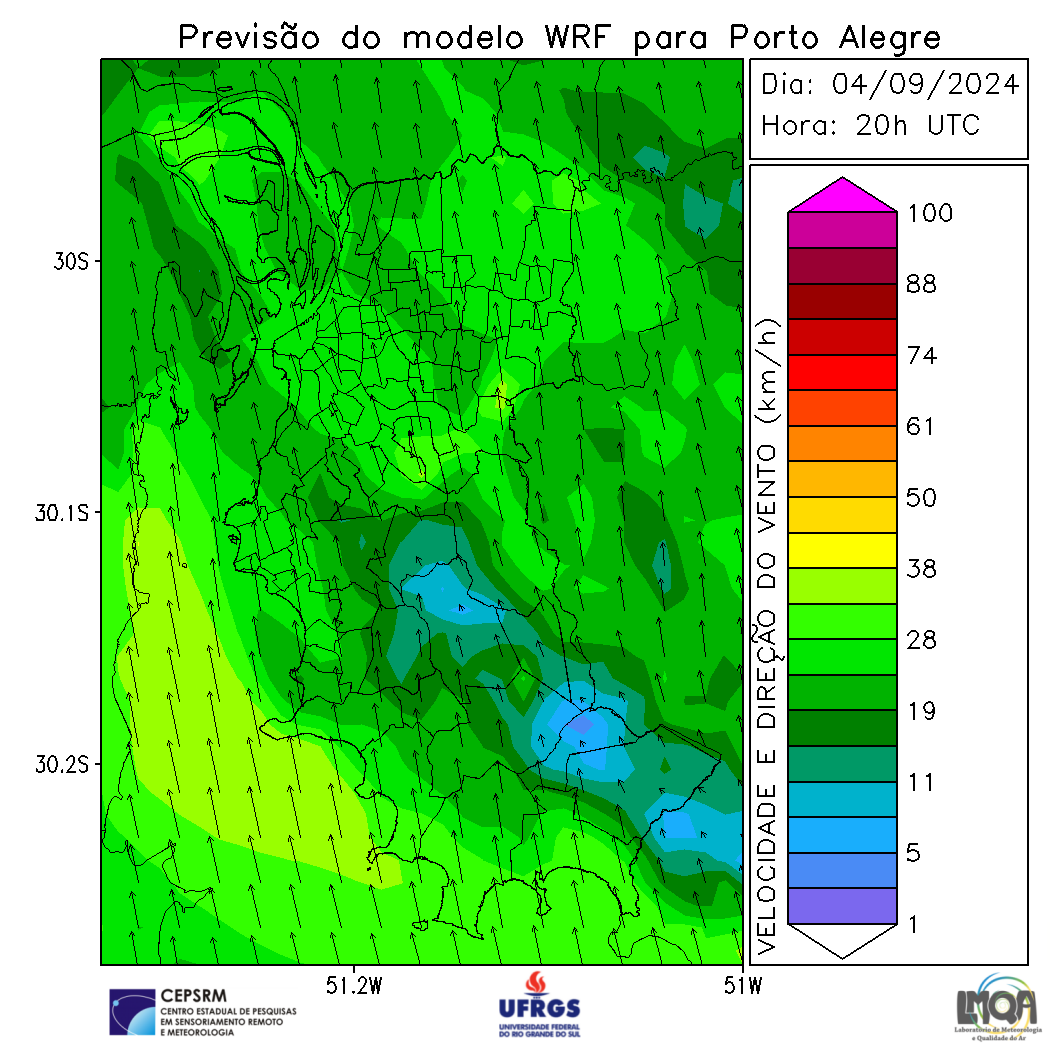 Previsão do modelo WRF para Porto Alegre
Dia: 04/09/2024
Hora: 20h UTC
30S
30.1S
30.2S
51.2W
51W
VELOCIDADE E DIREÇÃO DO VENTO (km/h)
100
88
74
61
50
38
28
19
11
5
1
CEPSRM
CENTRO ESTADUAL DE PESQUISAS
EM SENSORIAMENTO REMOTO
E METEOROLOGIA
UFRGS
UNIVERSIDADE FEDERAL
DO RIO GRANDE DO SUL
LMQA
Laboratório de Meteorologia
e Qualidade do Ar